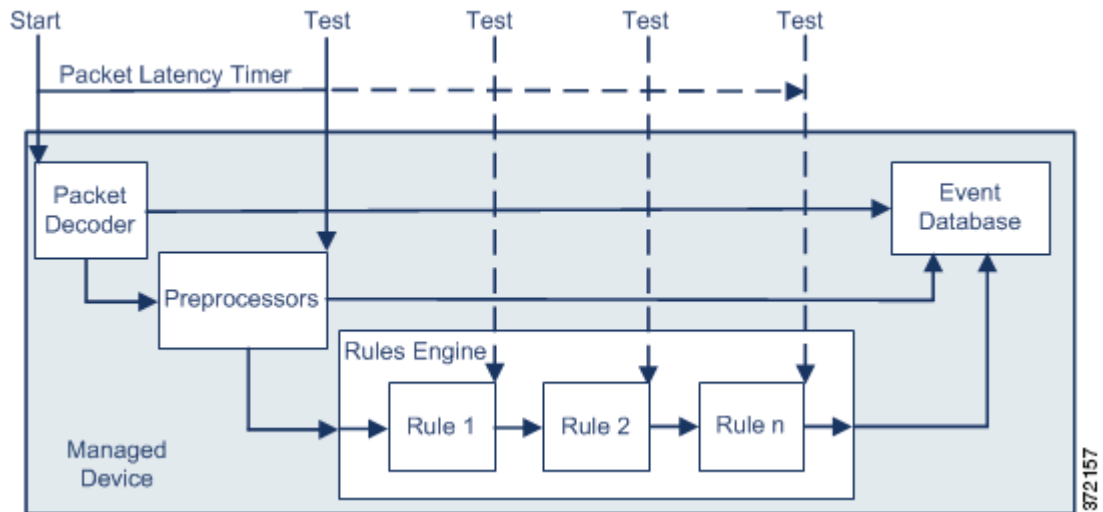 Start
Test
Test
Test
Test
Packet Latency Timer
Packet
Decoder
Event
Database
Preprocessors
Rules Engine
Rule 1
Rule 2
Rule n
Managed
Device
372157